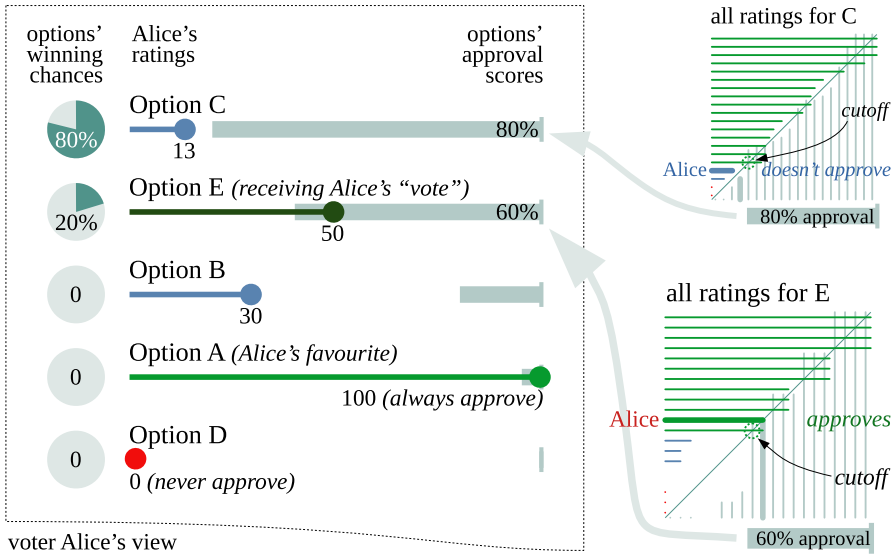 options’
winning
chances
Alice’s
ratings
options’
approval
scores
Option C
80%
13
80%
Option E (receiving Alice’s “vote”)
20%
50
60%
Option B
0
30
Option A (Alice’s favourite)
0
100 (always approve)
Option D
0
0 (never approve)
voter Alice’s view
all ratings for C
cutoff
Alice
doesn’t approve
80% approval
all ratings for E
Alice
approves
cutoff
60% approval